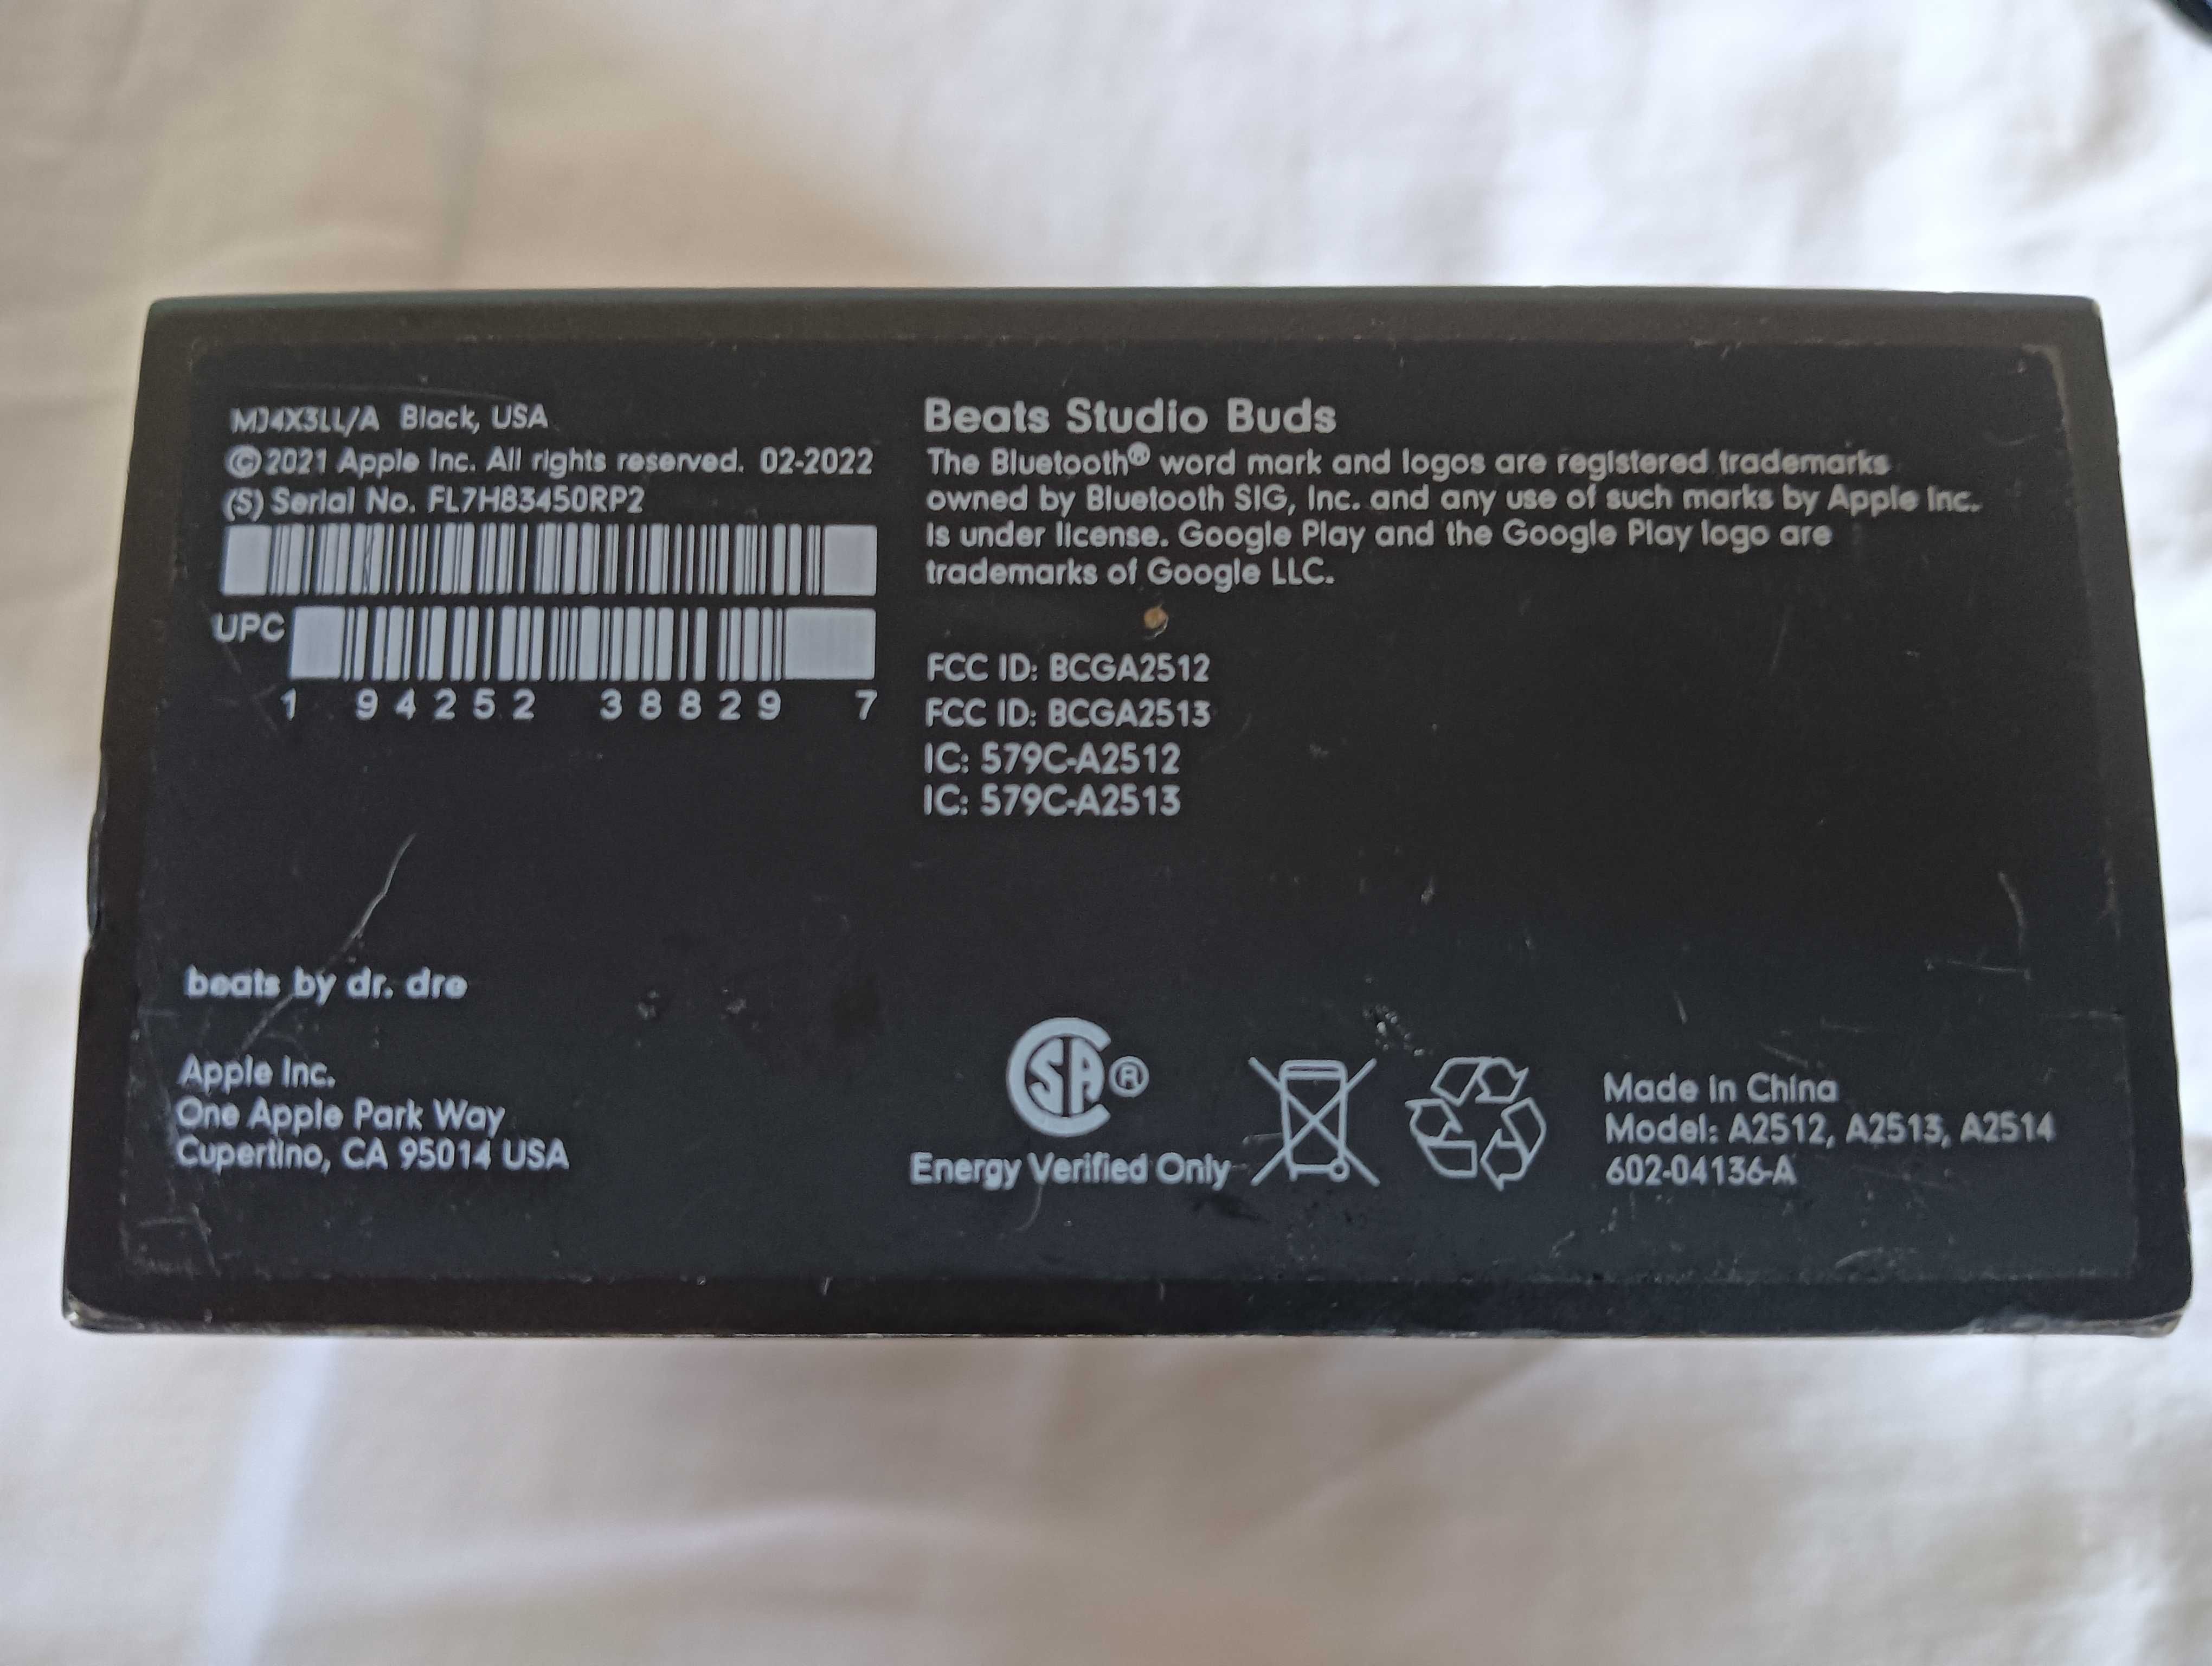 MJ4X3LL/A Black, USA
©2021 Apple Inc. All rights reserved. 02-2022
(S) Serial No. FL7H83450RP2
UPC
1 94252 38829 7
Beats Studio Buds
The Bluetooth® word mark and logos are registered trademarks
owned by Bluetooth SIG, Inc. and any use of such marks by Apple Inc.
is under license. Google Play and the Google Play logo are
trademarks of Google LLC.
FCC ID: BCGA2512
FCC ID: BCGA2513
IC: 579C-A2512
IC: 579C-A2513
beats by dr. dre
Apple Inc.
One Apple Park Way
Cupertino, CA 95014 USA
CSA®
Energy Verified Only
Made in China
Model: A2512, A2513, A2514
602-04136-A